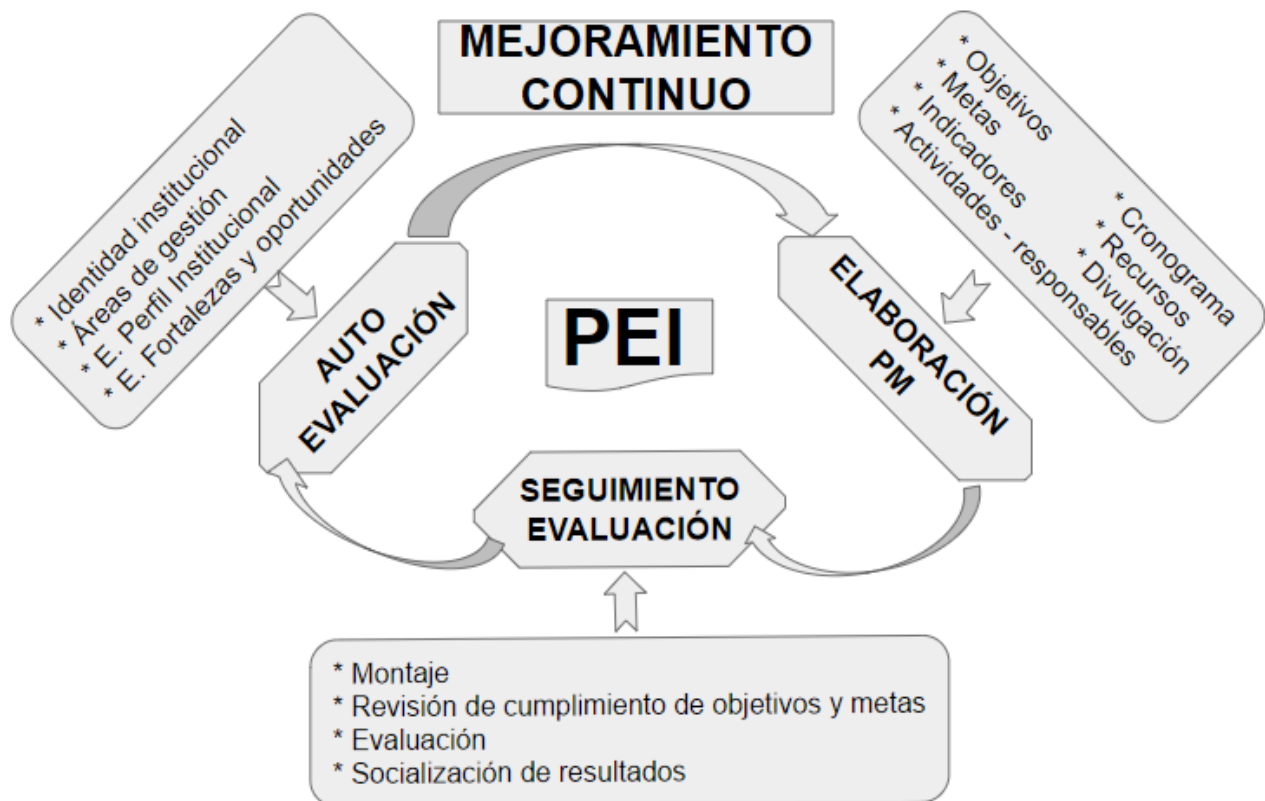 MEJORAMIENTO
CONTINUO
* Identidad institucional
* Áreas de gestión
* E. Perfil Institucional
* E. Fortalezas y oportunidades
AUTO
EVALUACIÓN
PEI
ELABORACIÓN
PM
* Objetivos
* Metas
* Indicadores
* Actividades - responsables
* Cronograma
* Recursos
* Divulgación
SEGUIMIENTO
EVALUACIÓN
* Montaje
* Revisión de cumplimiento de objetivos y metas
* Evaluación
* Socialización de resultados